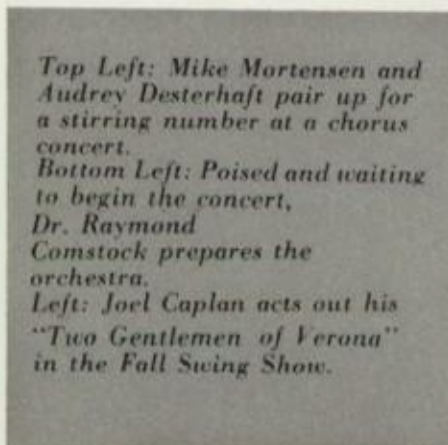 Top Left: Mike Mortensen and
Audrey Desterhaft pair up for
a stirring number at a chorus
concert.
Bottom Left: Poised and waiting
to begin the concert,
Dr. Raymond
Comstock prepares the
orchestra.
Left: Joel Caplan acts out his
"Two Gentlemen of Verona"
in the Fall Swing Show.